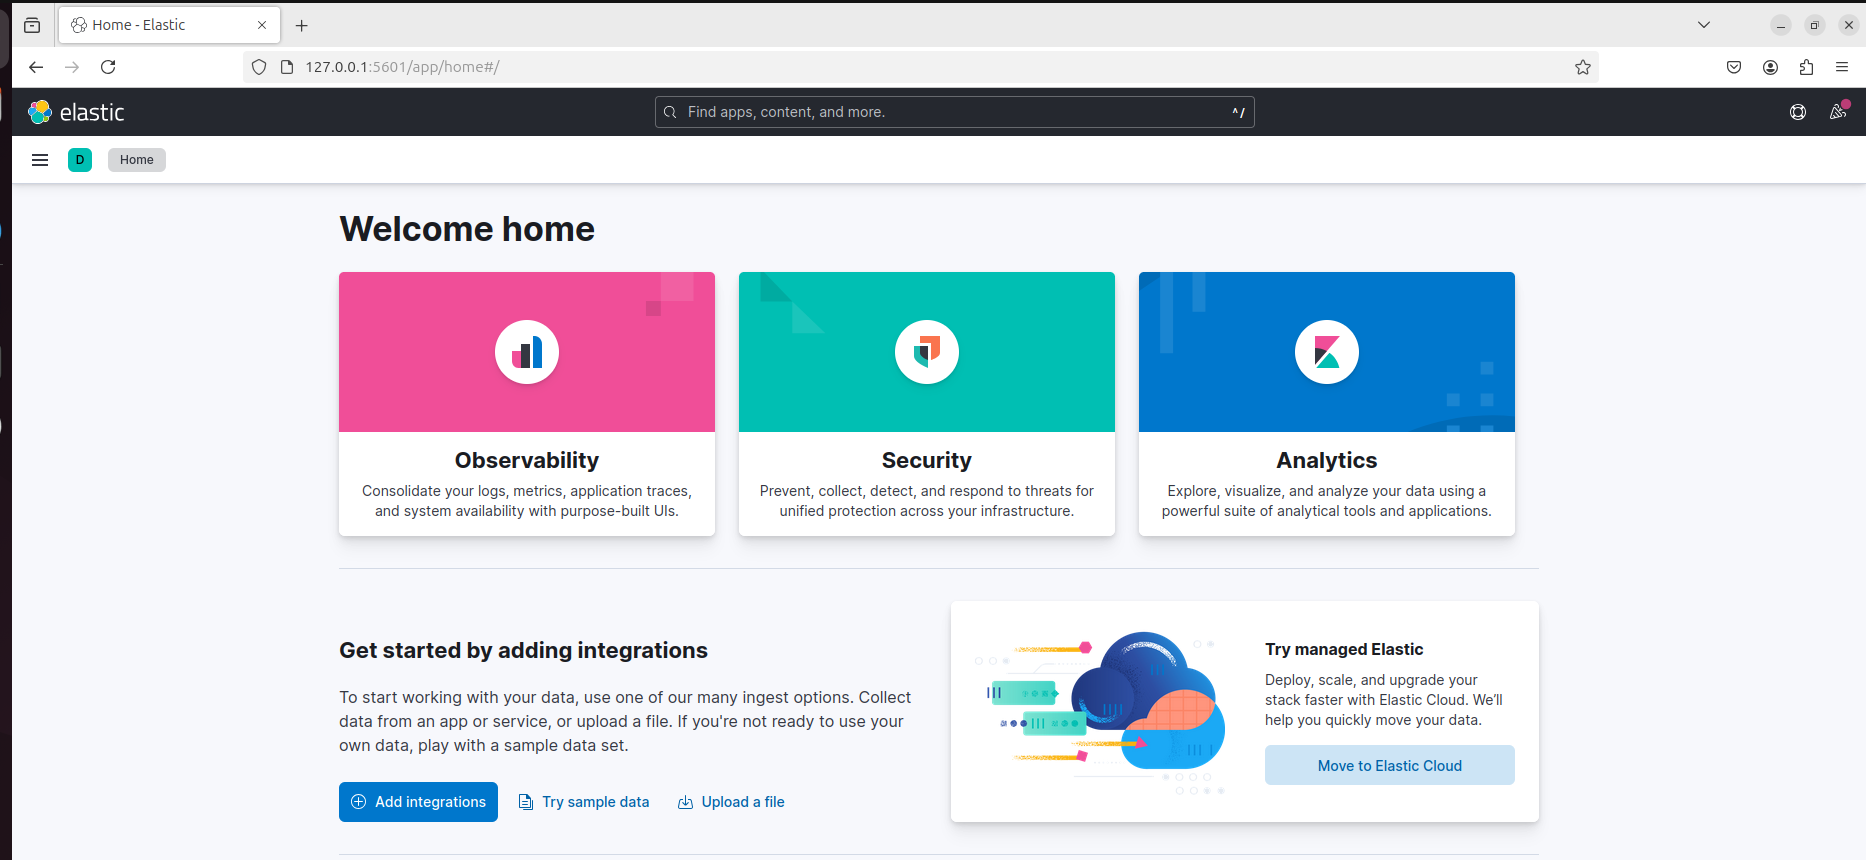 Home - Elastic
127.0.0.1:5601/app/home#/
elastic
Find apps, content, and more.
^ /
D
Home
Welcome home
Observability
Consolidate your logs, metrics, application traces,
and system availability with purpose-built UIs.
Security
Prevent, collect, detect, and respond to threats for
unified protection across your infrastructure.
Analytics
Explore, visualize, and analyze your data using a
powerful suite of analytical tools and applications.
Get started by adding integrations
To start working with your data, use one of our many ingest options. Collect
data from an app or service, or upload a file. If you're not ready to use your
own data, play with a sample data set.
Add integrations
Try sample data
Upload a file
Try managed Elastic
Deploy, scale, and upgrade your
stack faster with Elastic Cloud. We’ll
help you quickly move your data.
Move to Elastic Cloud